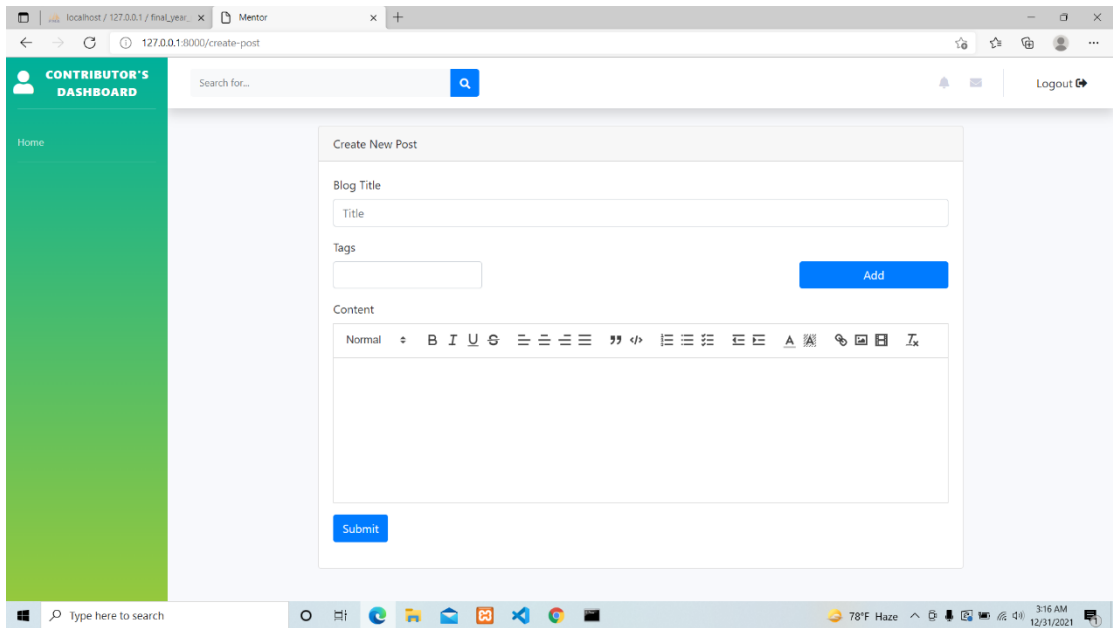 localhost / 127.0.0.1 / final_year_
Mentor
127.0.0.1:8000/create-post
CONTRIBUTOR'S
DASHBOARD
Search for...
Logout
Home
Create New Post
Blog Title
Title
Tags
Add
Content
Normal
Submit
Type here to search
78°F Haze
3:16 AM
12/31/2021